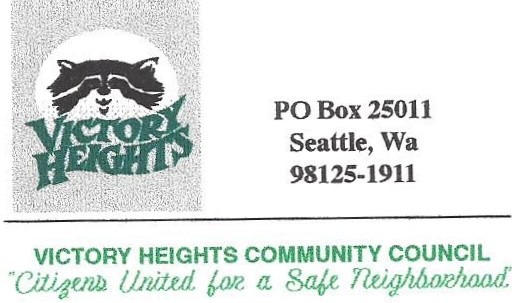 VICTORY
HEIGHTS
PO Box 25011
Seattle, Wa
98125-1911
VICTORY HEIGHTS COMMUNITY COUNCIL
"Citizens United for a Safe Neighborhood"